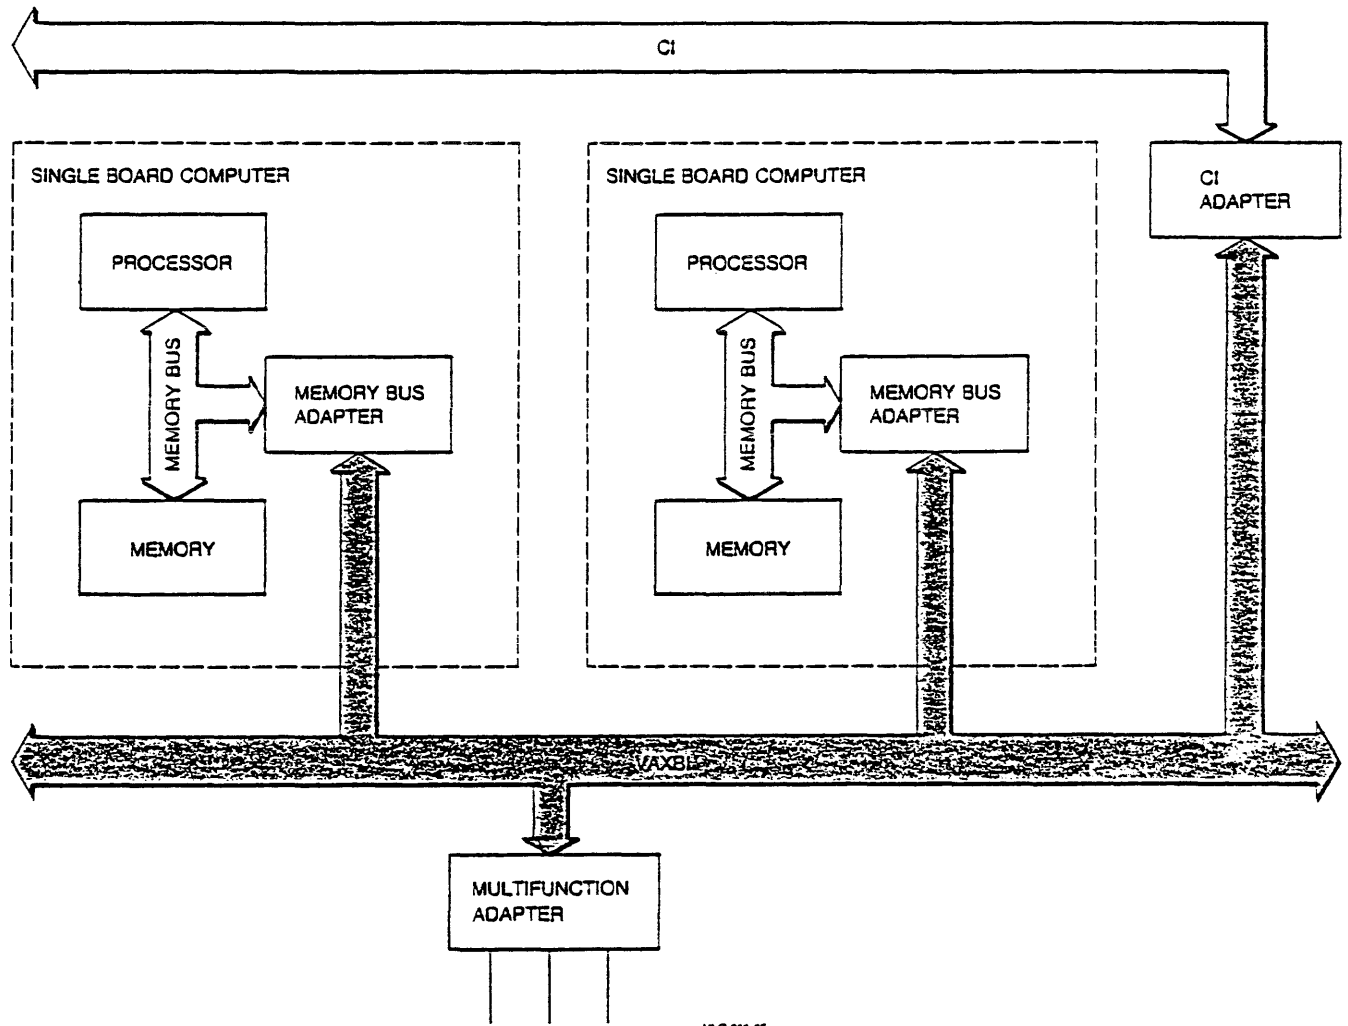 CI
SINGLE BOARD COMPUTER
PROCESSOR
MEMORY BUS
MEMORY BUS
ADAPTER
MEMORY
SINGLE BOARD COMPUTER
PROCESSOR
MEMORY BUS
MEMORY BUS
ADAPTER
MEMORY
CI
ADAPTER
VAXBI
MULTIFUNCTION
ADAPTER